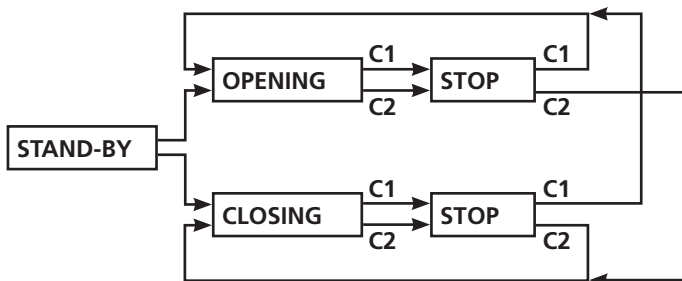 C1 C1
OPENING STOP
C2 C2
STAND-BY
C1 C1
CLOSING STOP
C2 C2